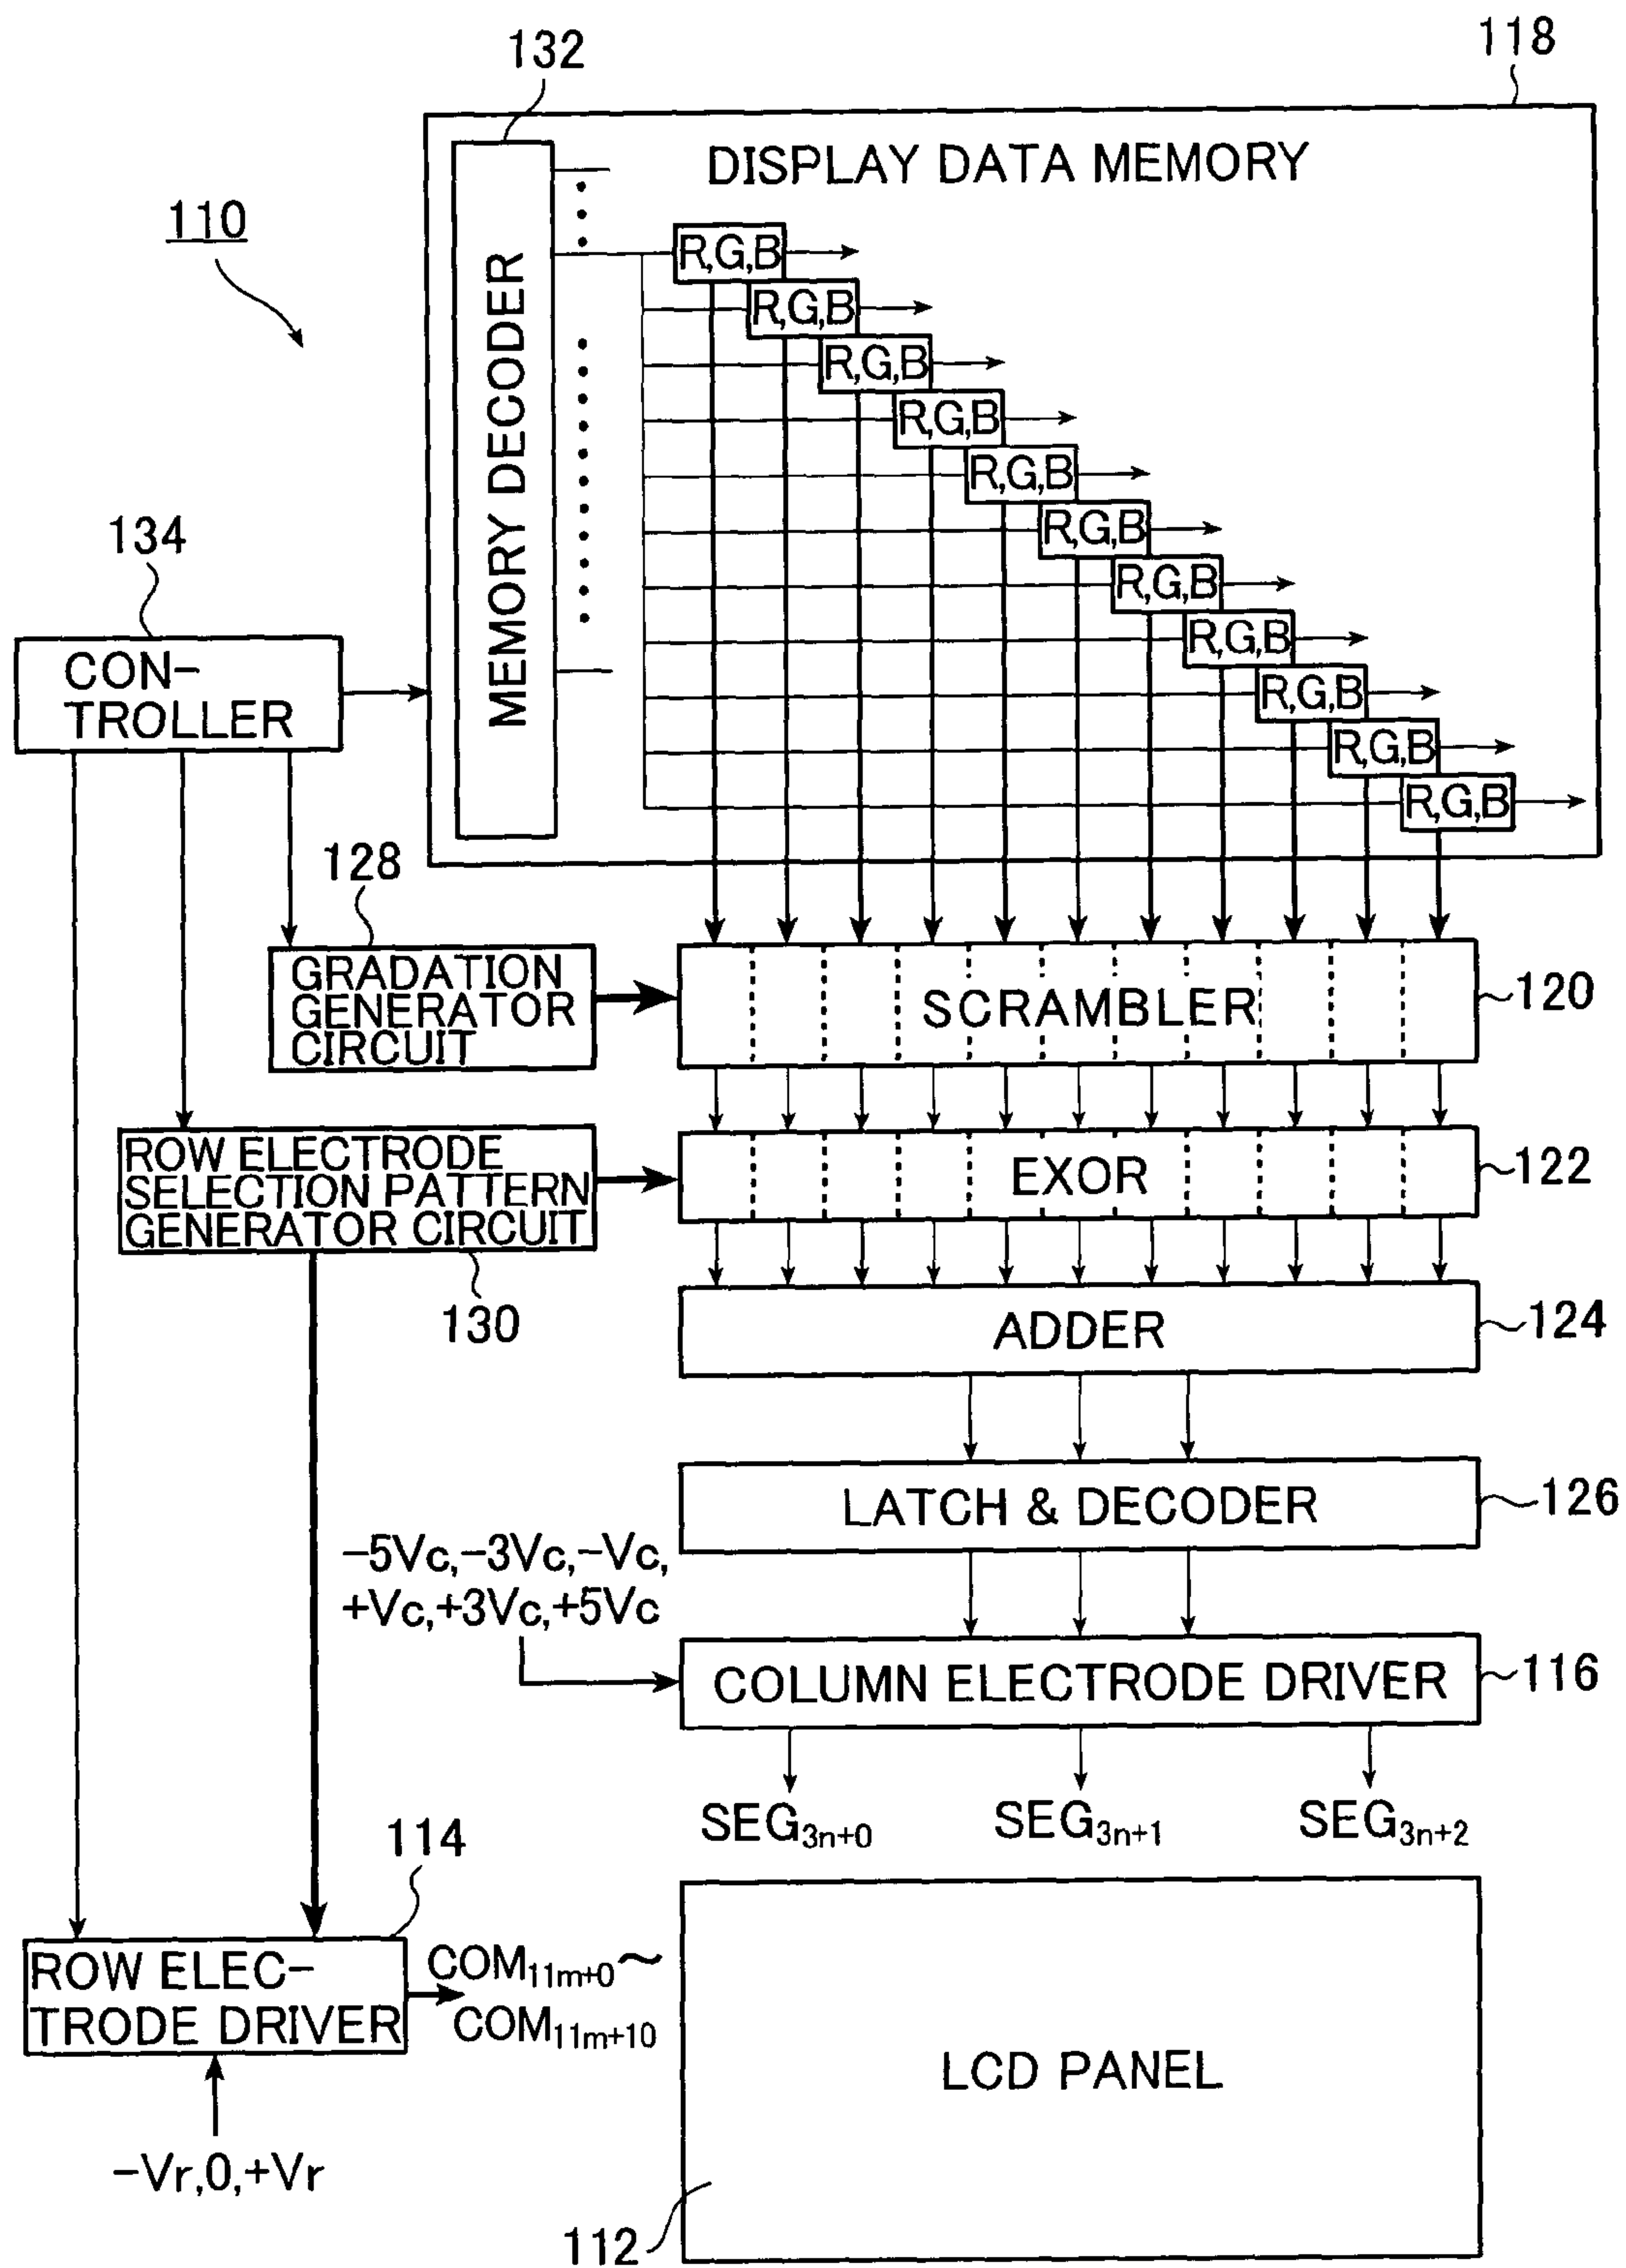 132
118
DISPLAY DATA MEMORY
110
MEMORY DECODER
R,G,B
R,G,B
R,G,B
R,G,B
R,G,B
R,G,B
R,G,B
R,G,B
R,G,B
R,G,B
R,G,B
134
CON-
TROLLER
128
GRADATION
GENERATOR
CIRCUIT
SCRAMBLER
120
ROW ELECTRODE
SELECTION PATTERN
GENERATOR CIRCUIT
130
EXOR
122
ADDER
124
LATCH & DECODER
126
-5Vc,-3Vc,-Vc,
+Vc,+3Vc,+5Vc
COLUMN ELECTRODE DRIVER
116
SEG3n+0 SEG3n+1 SEG3n+2
114
ROW ELEC-
TRODE DRIVER
COM11m+0~
COM11m+10
-Vr,0,+Vr
LCD PANEL
112